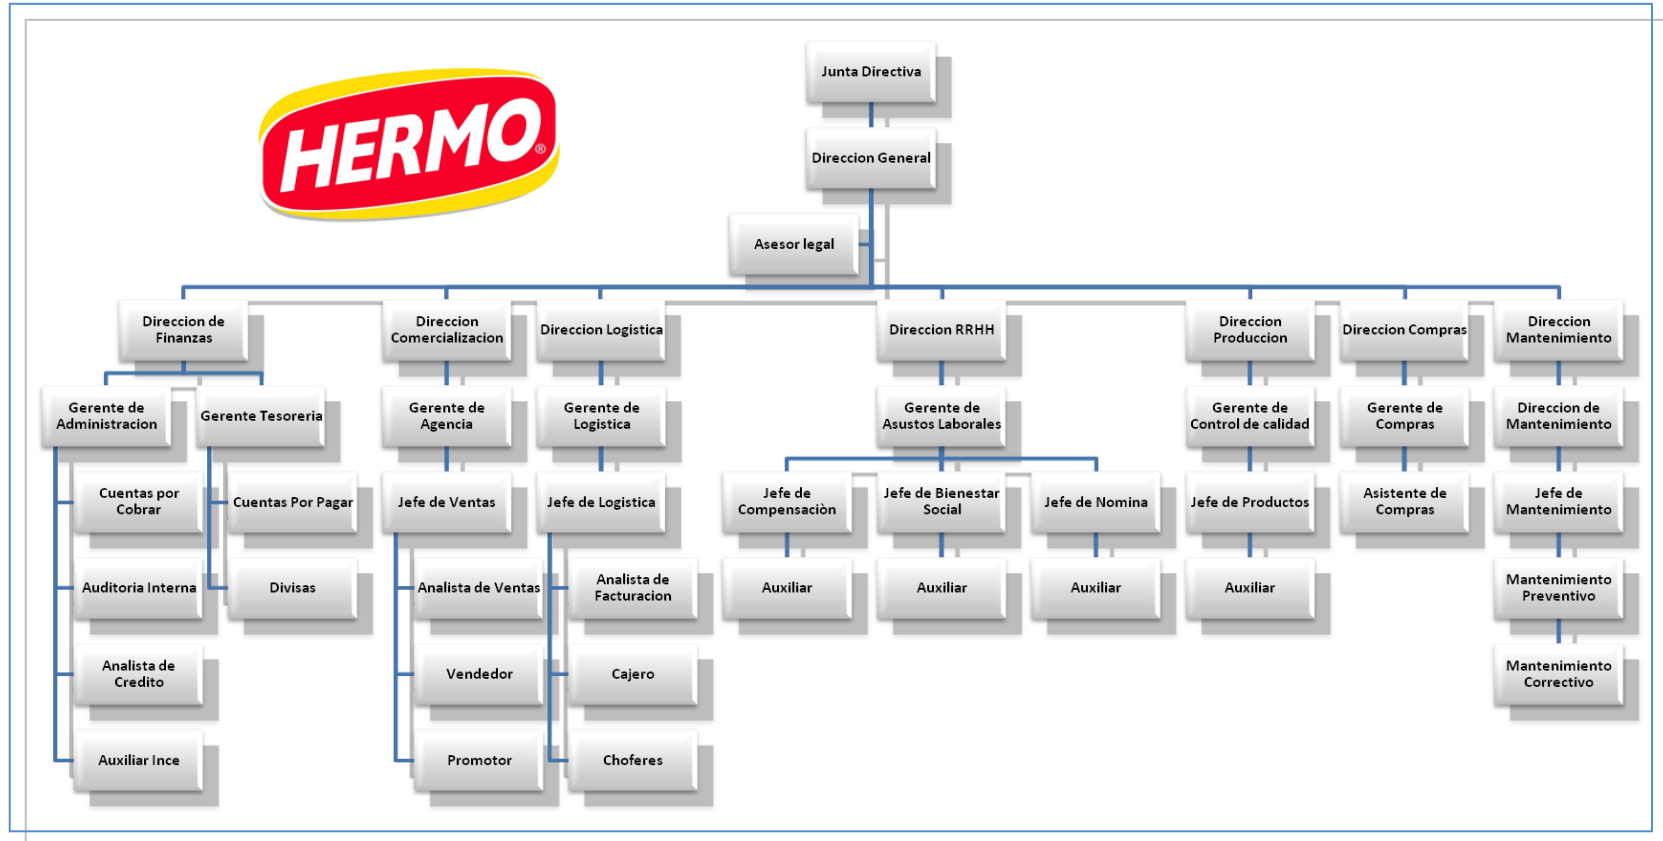 HERMO®
Junta Directiva
Direccion General
Asesor legal
Direccion de
Finanzas
Direccion
Comercializacion
Direccion Logistica
Direccion RRHH
Direccion
Produccion
Direccion Compras
Direccion
Mantenimiento
Gerente de
Administracion
Gerente Tesoreria
Gerente de
Agencia
Gerente de
Logistica
Gerente de
Asustos Laborales
Gerente de
Control de calidad
Gerente de
Compras
Direccion de
Mantenimiento
Cuentas por
Cobrar
Cuentas Por Pagar
Jefe de Ventas
Jefe de Logistica
Jefe de
Compensaciòn
Jefe de Bienestar
Social
Jefe de Nomina
Jefe de Productos
Asistente de
Compras
Jefe de
Mantenimiento
Auditoria Interna
Divisas
Analista de Ventas
Analista de
Facturacion
Auxiliar
Auxiliar
Auxiliar
Auxiliar
Mantenimiento
Preventivo
Analista de
Credito
Vendedor
Cajero
Mantenimiento
Correctivo
Auxiliar Ince
Promotor
Choferes